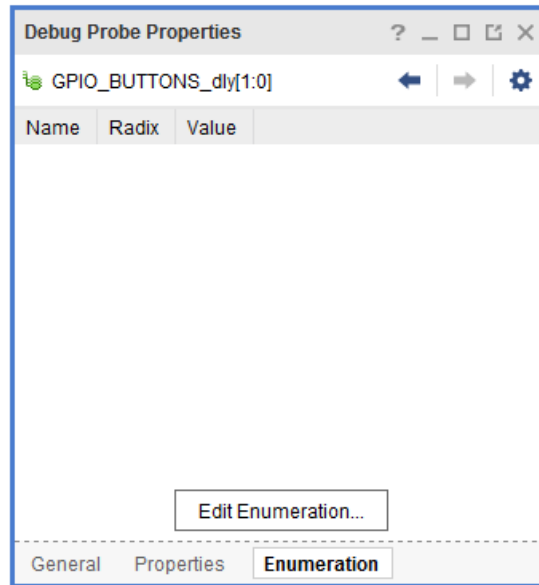 Debug Probe Properties
GPIO_BUTTONS_dly[1:0]
Name Radix Value
Edit Enumeration...
General Properties Enumeration